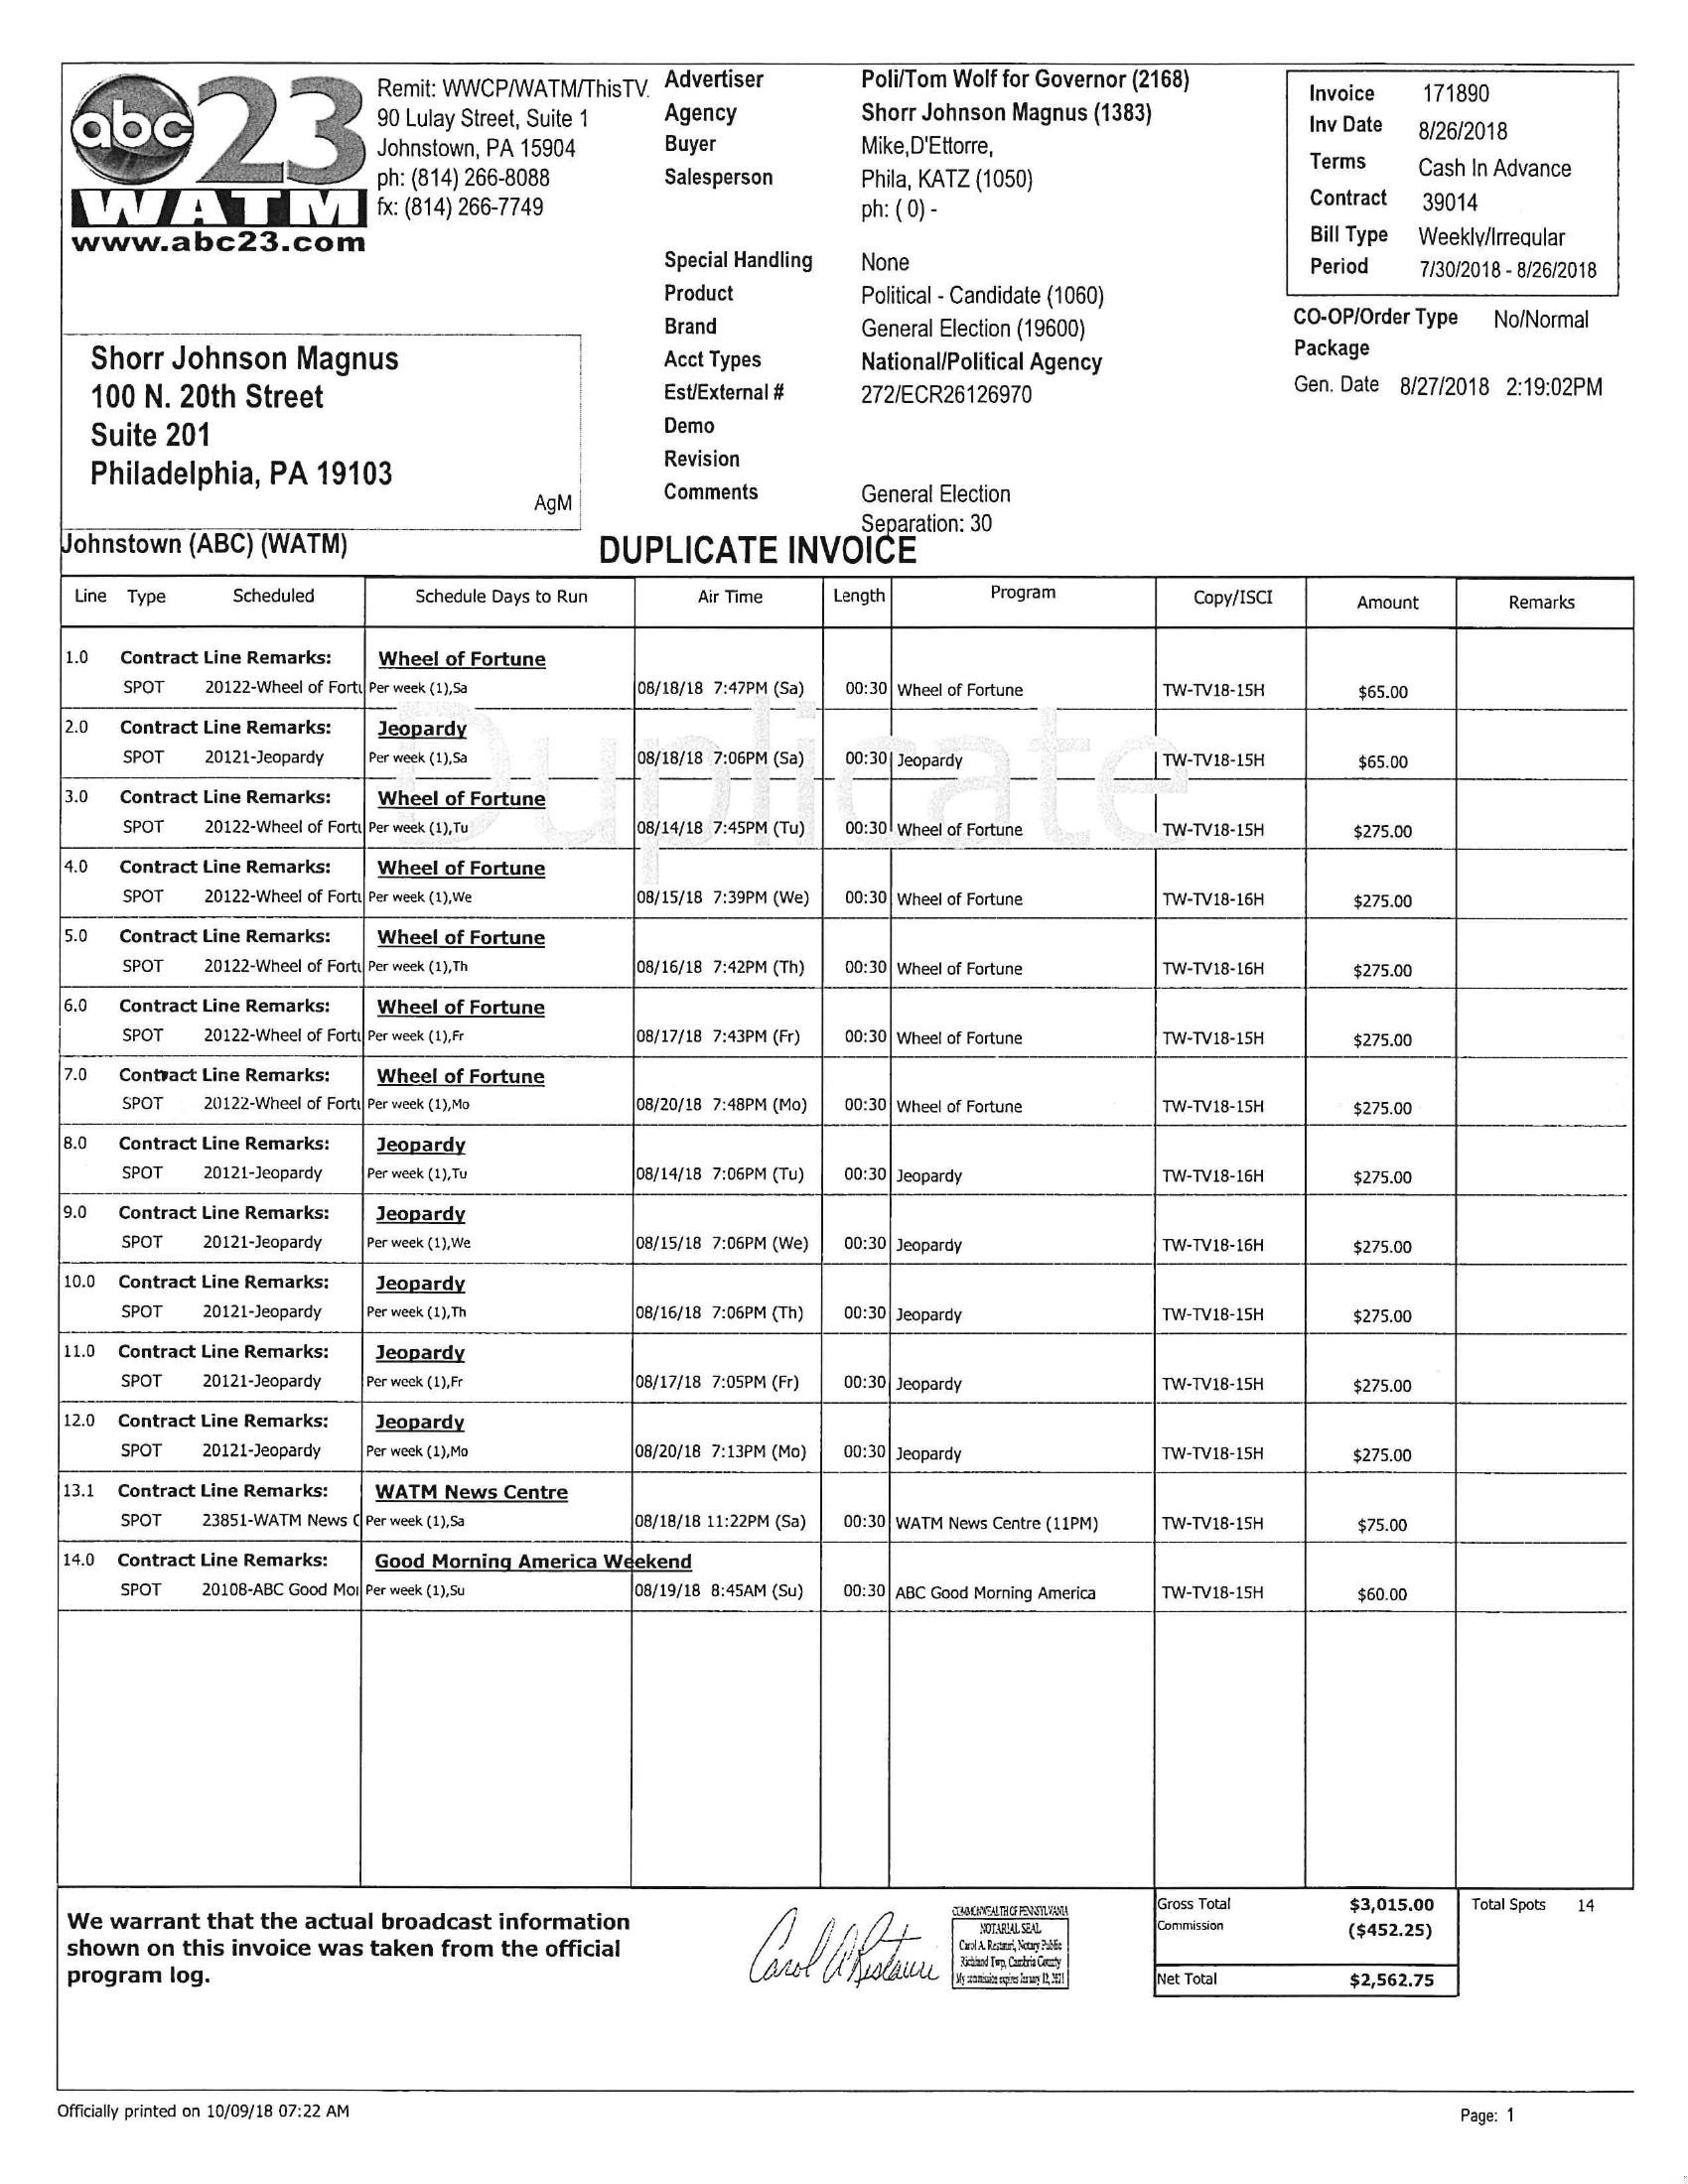 abc 23
WATM
www.abc23.com
Remit: WWCP/WATM/ThisTV.
90 Lulay Street, Suite 1
Johnstown, PA 15904
ph: (814) 266-8088
fx: (814) 266-7749
Advertiser Poli/Tom Wolf for Governor (2168)
Agency Shorr Johnson Magnus (1383)
Buyer Mike,D'Ettorre,
Salesperson Phila, KATZ (1050)
ph: ( 0) -
Special Handling None
Product Political - Candidate (1060)
Brand General Election (19600)
Acct Types National/Political Agency
Est/External # 272/ECR26126970
Demo
Revision
Comments General Election
Separation: 30
Invoice 171890
Inv Date 8/26/2018
Terms Cash In Advance
Contract 39014
Bill Type Weekly/Irregular
Period 7/30/2018 - 8/26/2018
CO-OP/Order Type No/Normal
Package
Gen. Date 8/27/2018 2:19:02PM
Shorr Johnson Magnus
100 N. 20th Street
Suite 201
Philadelphia, PA 19103
AgM
Johnstown (ABC) (WATM) DUPLICATE INVOICE
Line Type Scheduled Schedule Days to Run Air Time Length Program Copy/ISCI Amount Remarks
Duplicate
1.0 Contract Line Remarks: Wheel of Fortune
SPOT 20122-Wheel of Fortu Per week (1),Sa 08/18/18 7:47PM (Sa) 00:30 Wheel of Fortune TW-TV18-15H $65.00
2.0 Contract Line Remarks: Jeopardy
SPOT 20121-Jeopardy Per week (1),Sa 08/18/18 7:06PM (Sa) 00:30 Jeopardy TW-TV18-15H $65.00
3.0 Contract Line Remarks: Wheel of Fortune
SPOT 20122-Wheel of Fortu Per week (1),Tu 08/14/18 7:45PM (Tu) 00:30 Wheel of Fortune TW-TV18-15H $275.00
4.0 Contract Line Remarks: Wheel of Fortune
SPOT 20122-Wheel of Fortu Per week (1),We 08/15/18 7:39PM (We) 00:30 Wheel of Fortune TW-TV18-16H $275.00
5.0 Contract Line Remarks: Wheel of Fortune
SPOT 20122-Wheel of Fortu Per week (1),Th 08/16/18 7:42PM (Th) 00:30 Wheel of Fortune TW-TV18-16H $275.00
6.0 Contract Line Remarks: Wheel of Fortune
SPOT 20122-Wheel of Fortu Per week (1),Fr 08/17/18 7:43PM (Fr) 00:30 Wheel of Fortune TW-TV18-15H $275.00
7.0 Contract Line Remarks: Wheel of Fortune
SPOT 20122-Wheel of Fortu Per week (1),Mo 08/20/18 7:48PM (Mo) 00:30 Wheel of Fortune TW-TV18-15H $275.00
8.0 Contract Line Remarks: Jeopardy
SPOT 20121-Jeopardy Per week (1),Tu 08/14/18 7:06PM (Tu) 00:30 Jeopardy TW-TV18-16H $275.00
9.0 Contract Line Remarks: Jeopardy
SPOT 20121-Jeopardy Per week (1),We 08/15/18 7:06PM (We) 00:30 Jeopardy TW-TV18-16H $275.00
10.0 Contract Line Remarks: Jeopardy
SPOT 20121-Jeopardy Per week (1),Th 08/16/18 7:06PM (Th) 00:30 Jeopardy TW-TV18-15H $275.00
11.0 Contract Line Remarks: Jeopardy
SPOT 20121-Jeopardy Per week (1),Fr 08/17/18 7:05PM (Fr) 00:30 Jeopardy TW-TV18-15H $275.00
12.0 Contract Line Remarks: Jeopardy
SPOT 20121-Jeopardy Per week (1),Mo 08/20/18 7:13PM (Mo) 00:30 Jeopardy TW-TV18-15H $275.00
13.1 Contract Line Remarks: WATM News Centre
SPOT 23851-WATM News C Per week (1),Sa 08/18/18 11:22PM (Sa) 00:30 WATM News Centre (11PM) TW-TV18-15H $75.00
14.0 Contract Line Remarks: Good Morning America Weekend
SPOT 20108-ABC Good Mor Per week (1),Su 08/19/18 8:45AM (Su) 00:30 ABC Good Morning America TW-TV18-15H $60.00
We warrant that the actual broadcast information
shown on this invoice was taken from the official
program log.
Carol A Restauri
COMMONWEALTH OF PENNSYLVANIA
NOTARIAL SEAL
Carol A. Restauri, Notary Public
Richland Twp, Cambria County
My commission expires January 12, 2021
Gross Total $3,015.00
Commission ($452.25)
Net Total $2,562.75
Total Spots 14
Officially printed on 10/09/18 07:22 AM
Page: 1